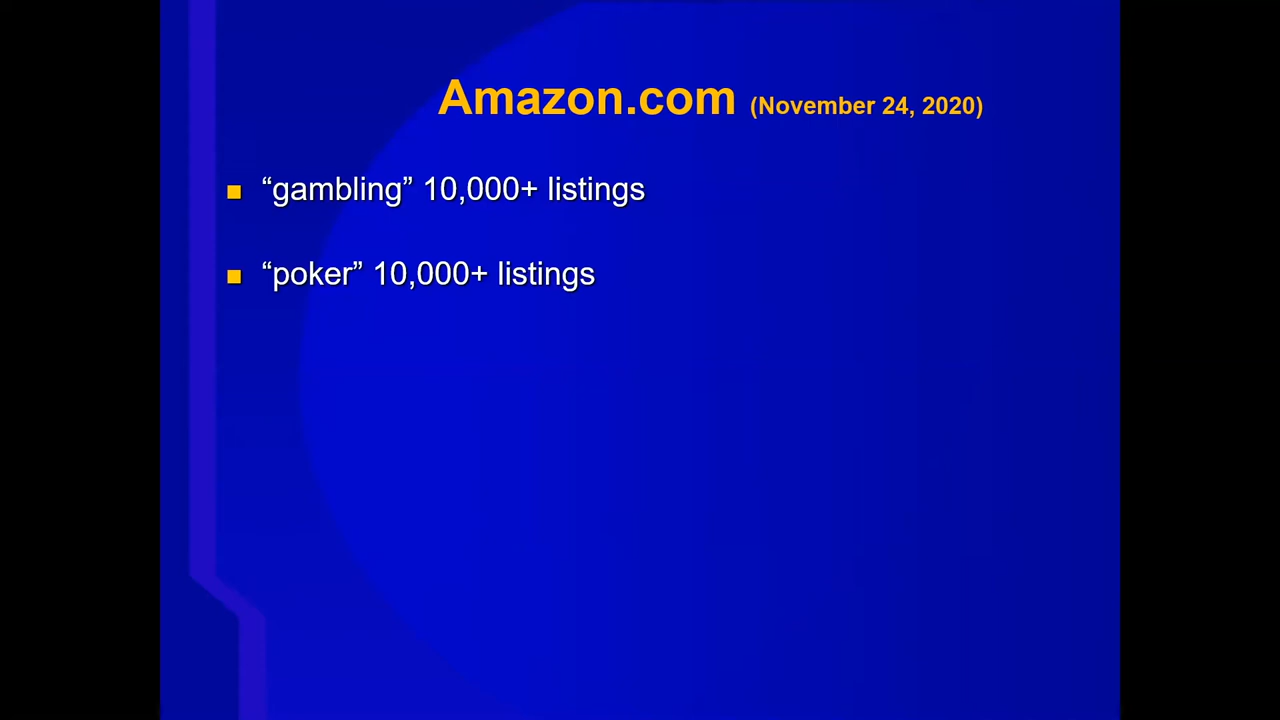 Amazon.com (November 24, 2020)
“gambling” 10,000+ listings
“poker” 10,000+ listings